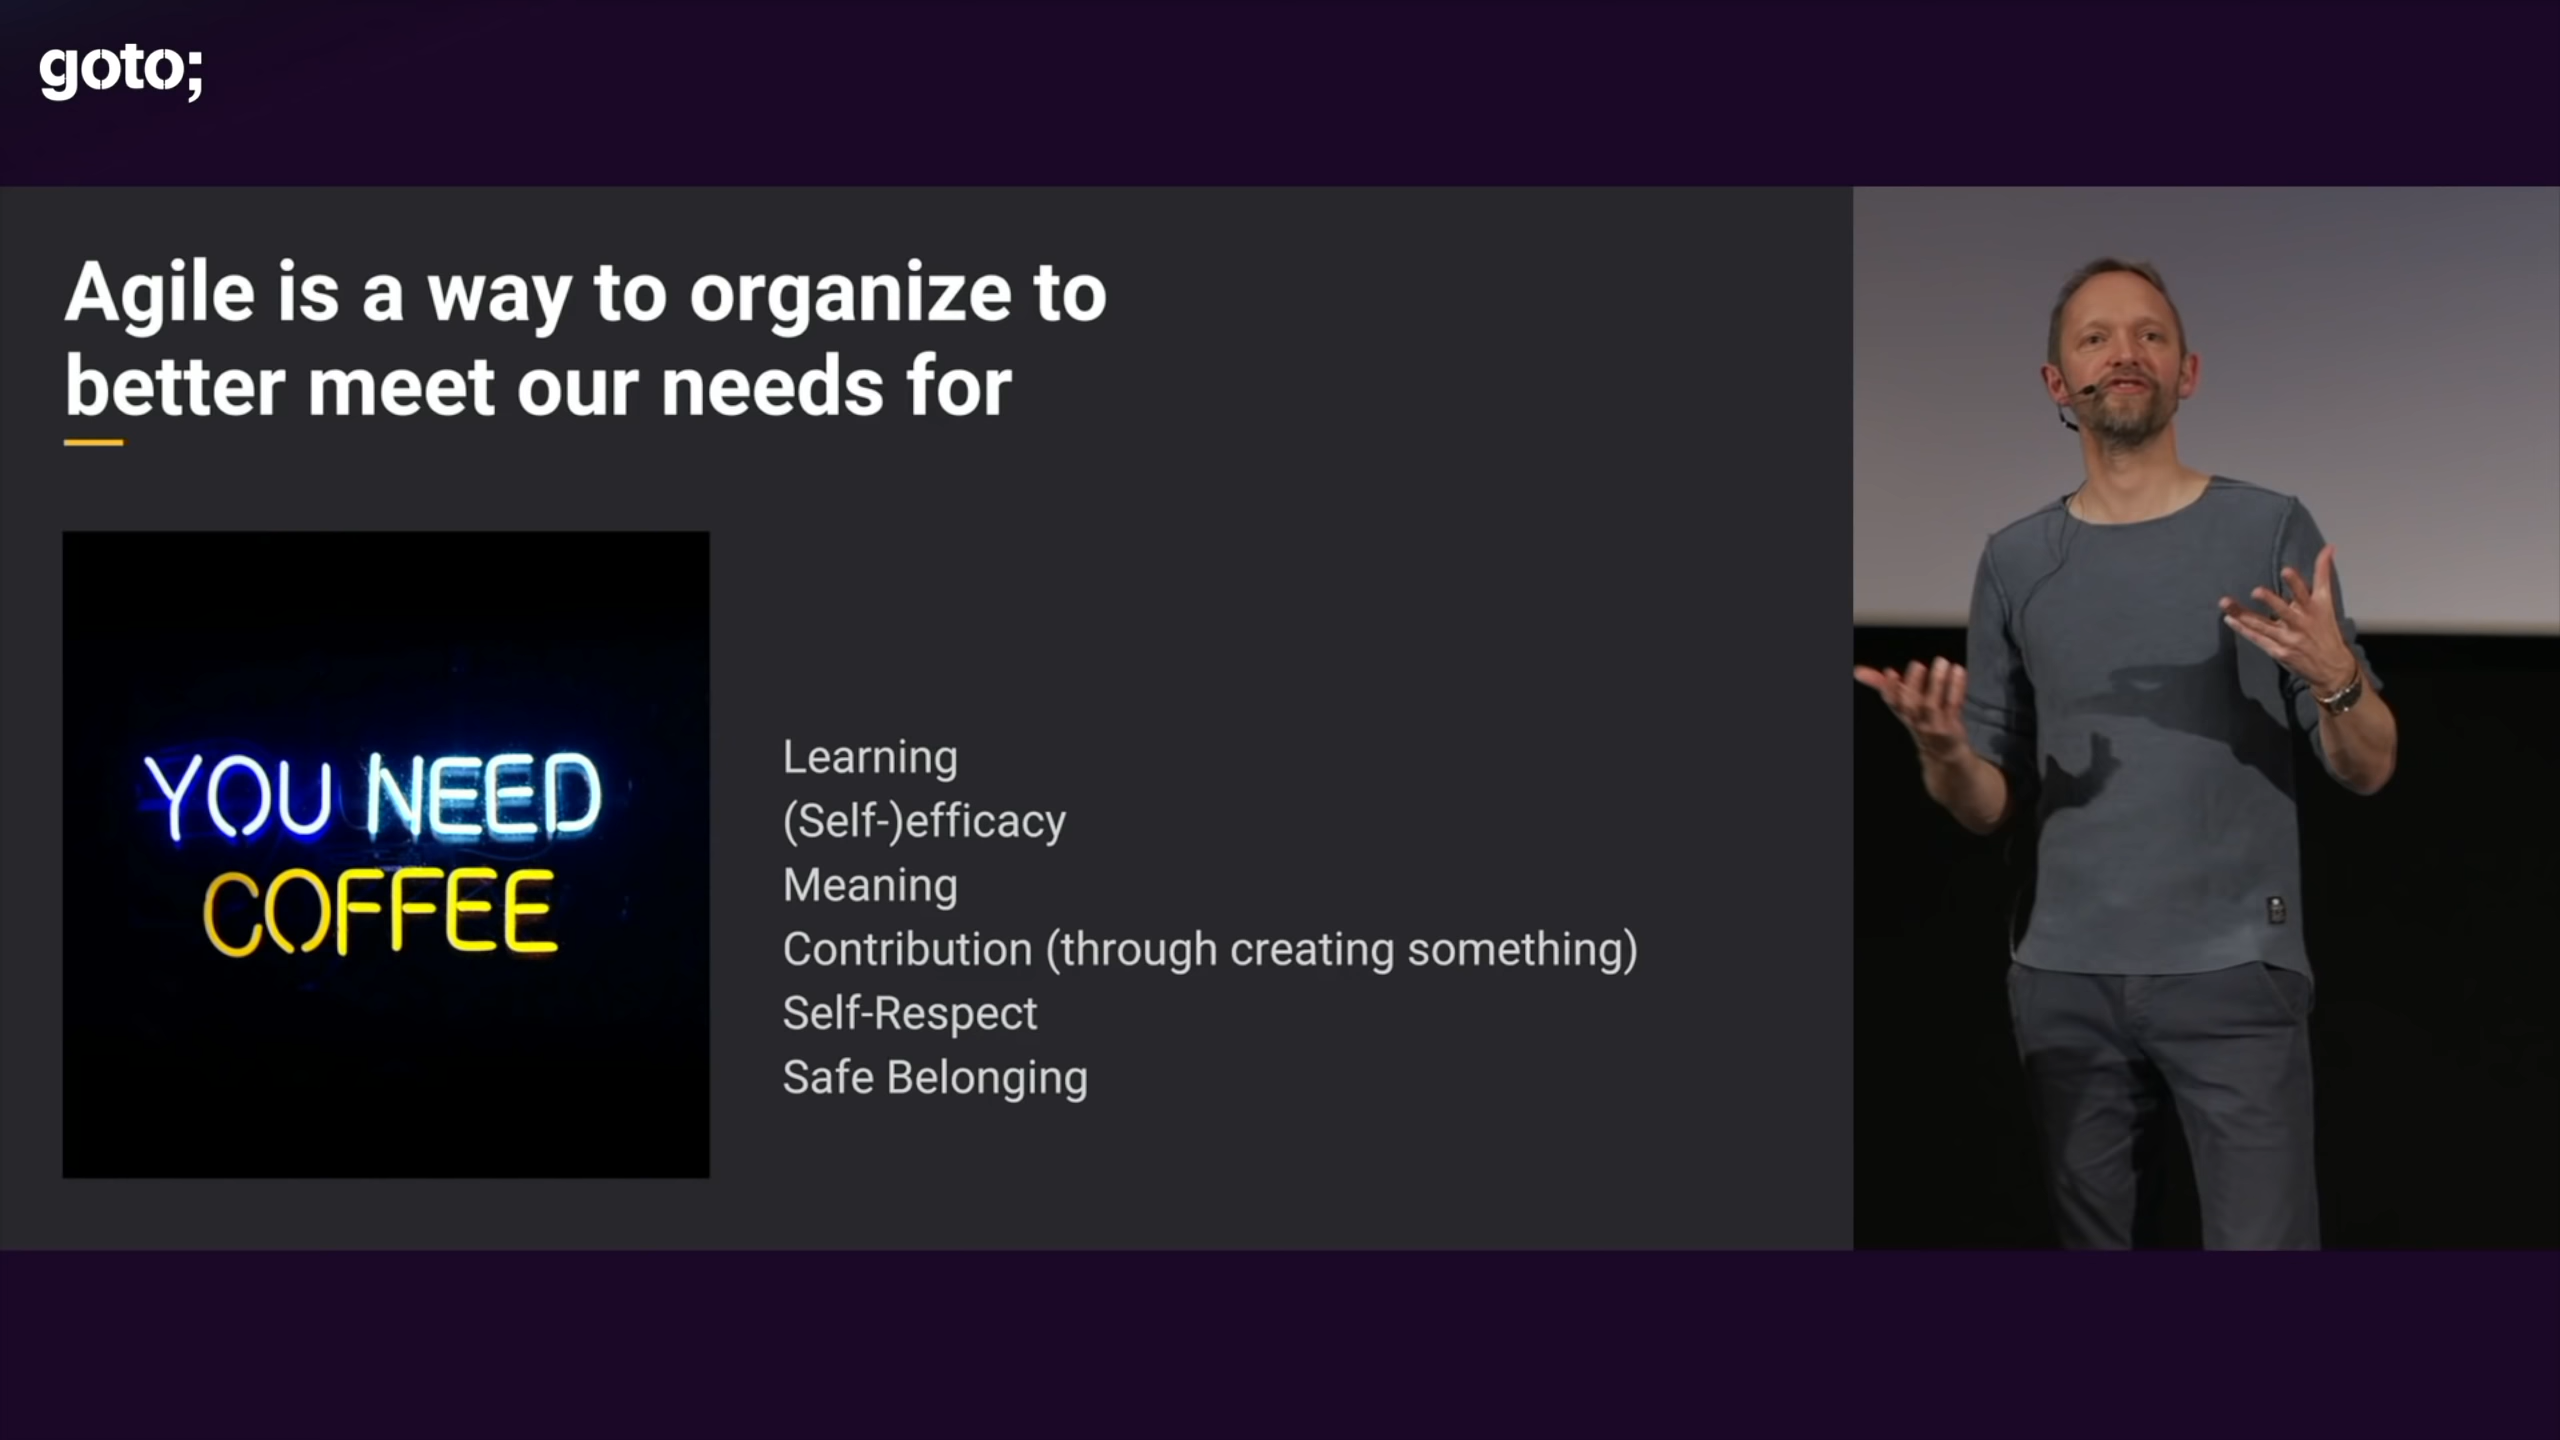 goto;
Agile is a way to organize to
better meet our needs for
YOU NEED
COFFEE
Learning
(Self-)efficacy
Meaning
Contribution (through creating something)
Self-Respect
Safe Belonging